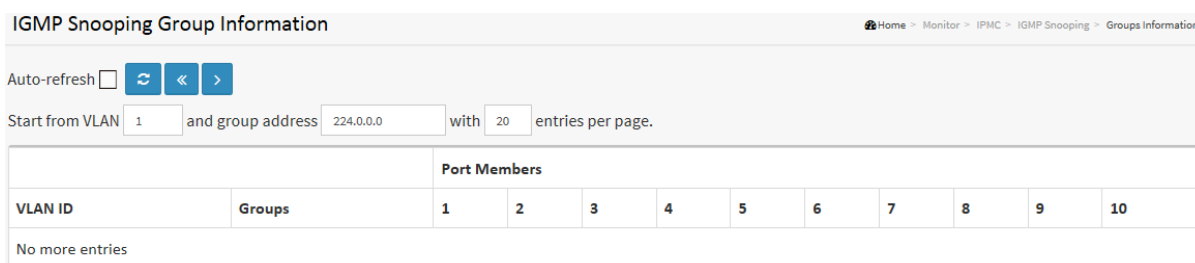 IGMP Snooping Group Information
Home > Monitor > IPMC > IGMP Snooping > Groups Information
Auto-refresh
Start from VLAN 1 and group address 224.0.0.0 with 20 entries per page.
Port Members
VLAN ID Groups 1 2 3 4 5 6 7 8 9 10
No more entries